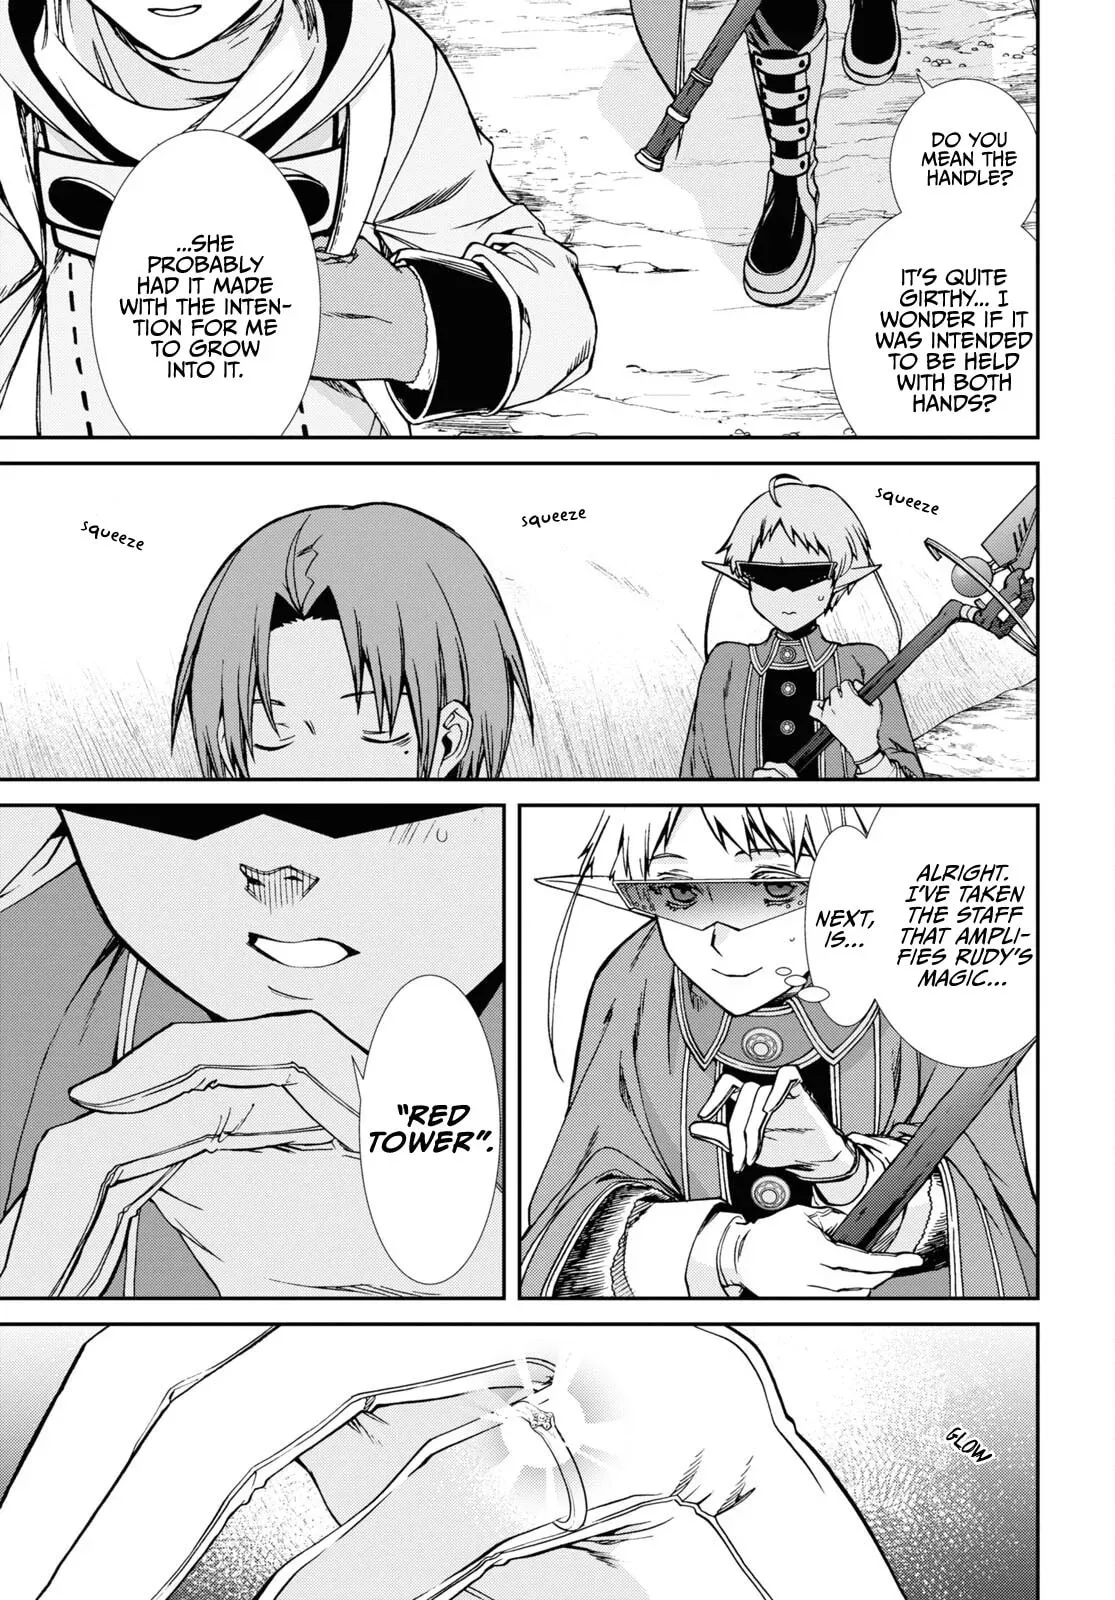 DO YOU
MEAN THE
HANDLE?
IT'S QUITE
GIRTHY... I
WONDER IF IT
WAS INTENDED
TO BE HELD
WITH BOTH
HANDS?
...SHE
PROBABLY
HAD IT MADE
WITH THE INTEN-
TION FOR ME
TO GROW
INTO IT.
squeeze
squeeze
squeeze
ALRIGHT.
I'VE TAKEN
THE STAFF
THAT AMPLI-
FIES RUDY'S
MAGIC...
NEXT,
IS...
"RED
TOWER".
GLOW